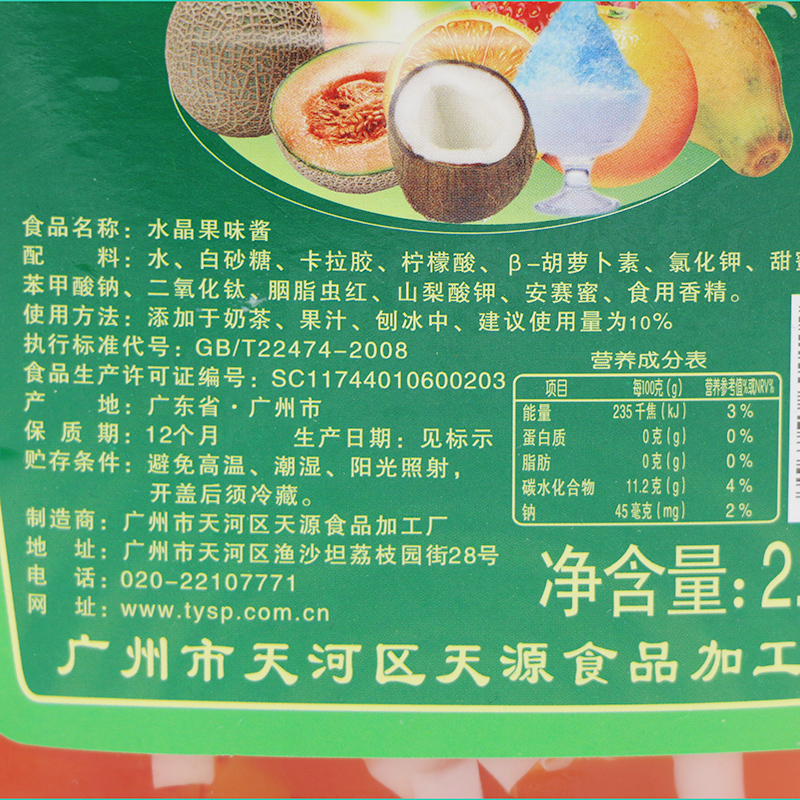 食品名称：水晶果味酱
配　　料：水、白砂糖、卡拉胶、柠檬酸、β-胡萝卜素、氯化钾、甜蜜
苯甲酸钠、二氧化钛、胭脂虫红、山梨酸钾、安赛蜜、食用香精。
使用方法：添加于奶茶、果汁、刨冰中、建议使用量为10%
执行标准代号：GB/T22474-2008
食品生产许可证编号：SC11744010600203
产　　地：广东省·广州市
保 质 期：12个月　　生产日期：见标示
贮存条件：避免高温、潮湿、阳光照射，
开盖后须冷藏。
制造商：广州市天河区天源食品加工厂
地　址：广州市天河区渔沙坦荔枝园街28号
电　话：020-22107771
网　址：www.typs.com.cn
营养成分表
项目 每100克(g) 营养参考值%或NRV%
能量 235千焦(kJ) 3%
蛋白质 0克(g) 0%
脂肪 0克(g) 0%
碳水化合物 11.2克(g) 4%
钠 45毫克(mg) 2%
净含量：2.
广州市天河区天源食品加工